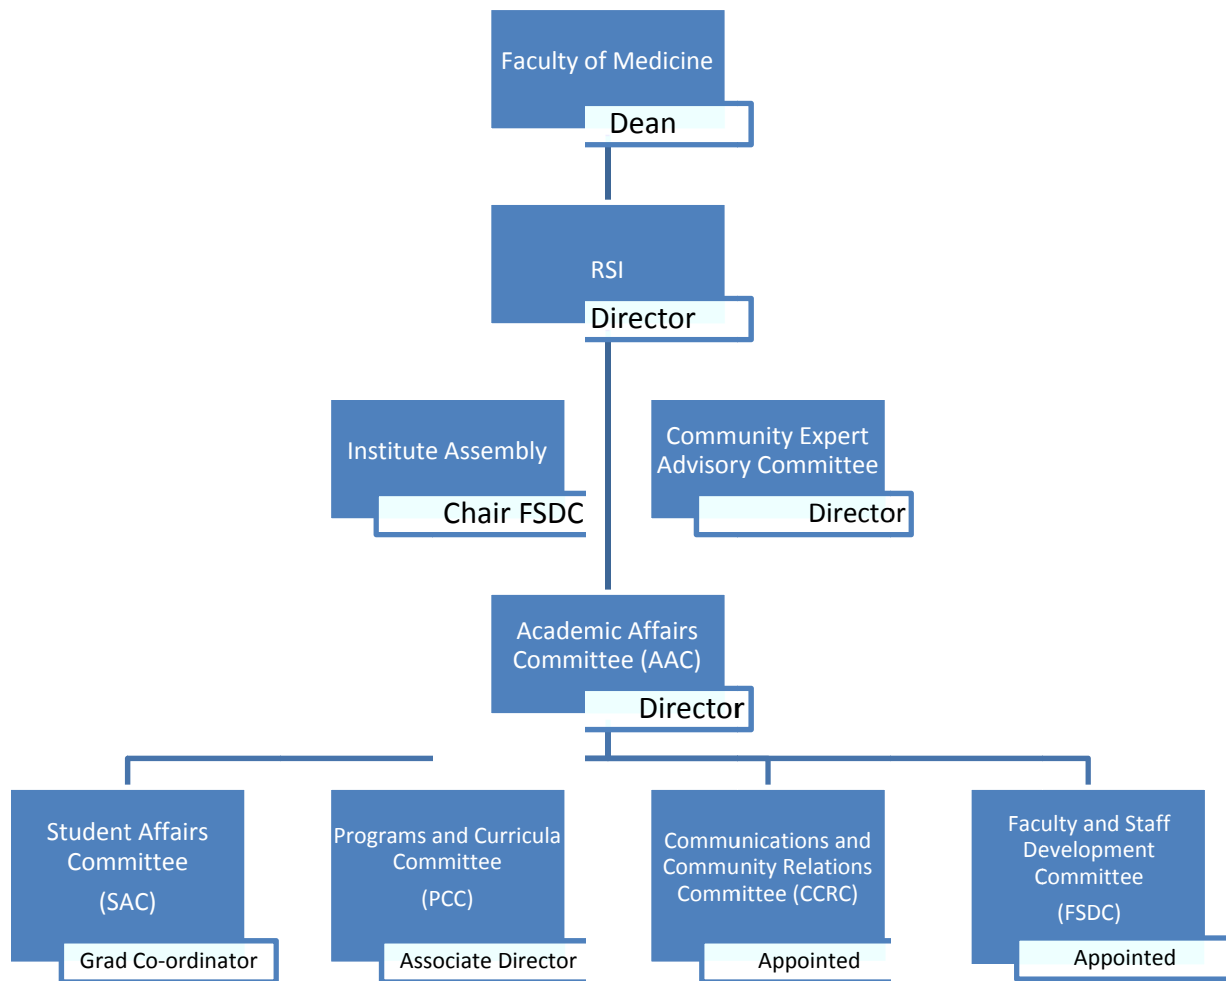 Faculty of Medicine
Dean
RSI
Director
Institute Assembly
Chair FSDC
Community Expert
Advisory Committee
Director
Academic Affairs
Committee (AAC)
Director
Student Affairs
Committee
(SAC)
Grad Co-ordinator
Programs and Curricula
Committee
(PCC)
Associate Director
Communications and
Community Relations
Committee (CCRC)
Appointed
Faculty and Staff
Development
Committee
(FSDC)
Appointed